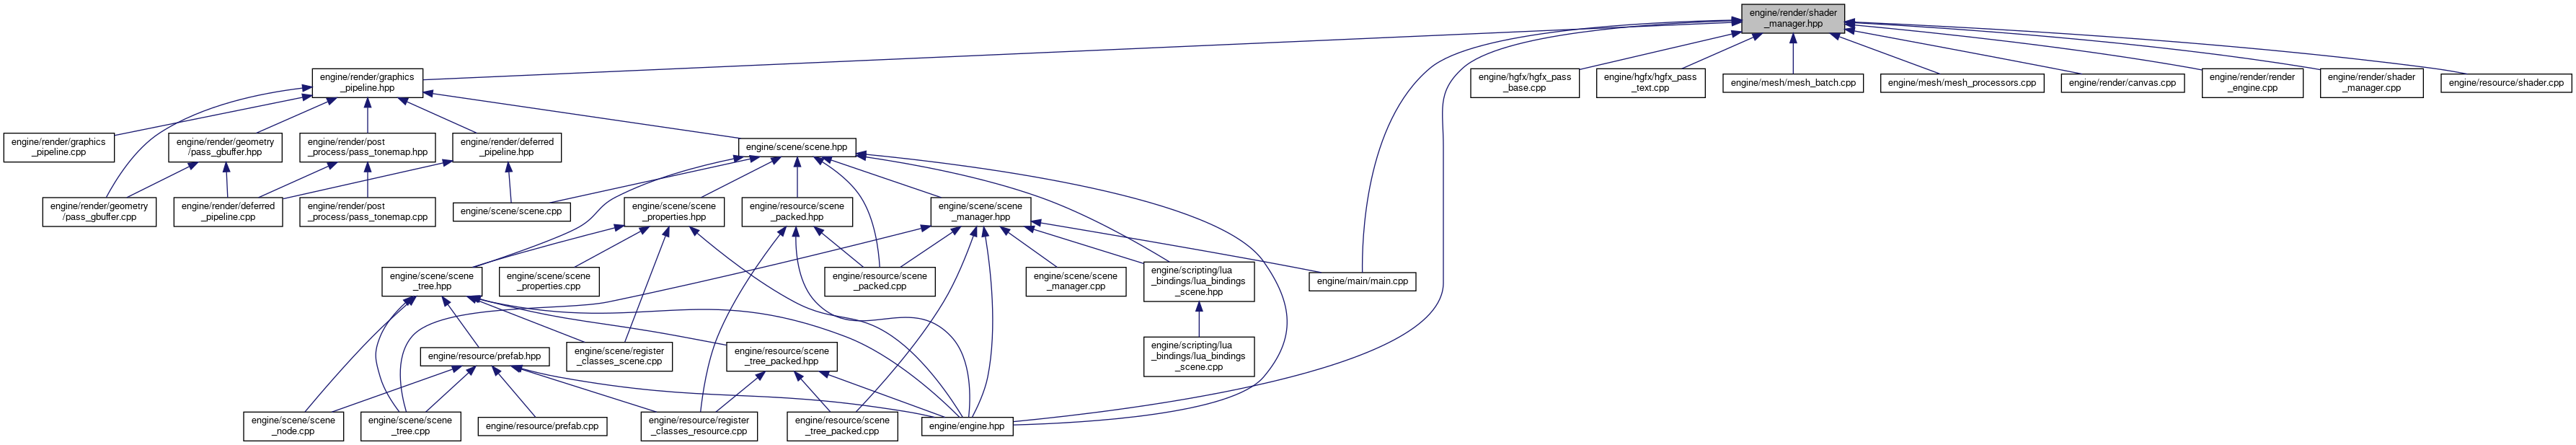 engine/render/shader
_manager.hpp
engine/render/graphics
_pipeline.hpp
engine/hgfx/hgfx_pass
_base.cpp
engine/hgfx/hgfx_pass
_text.cpp
engine/mesh/mesh_batch.cpp
engine/mesh/mesh_processors.cpp
engine/render/canvas.cpp
engine/render/render
_engine.cpp
engine/render/shader
_manager.cpp
engine/resource/shader.cpp
engine/render/graphics
_pipeline.cpp
engine/render/geometry
/pass_gbuffer.hpp
engine/render/post
_process/pass_tonemap.hpp
engine/render/deferred
_pipeline.hpp
engine/scene/scene.hpp
engine/render/geometry
/pass_gbuffer.cpp
engine/render/deferred
_pipeline.cpp
engine/render/post
_process/pass_tonemap.cpp
engine/scene/scene.cpp
engine/scene/scene
_properties.hpp
engine/resource/scene
_packed.hpp
engine/scene/scene
_manager.hpp
engine/scene/scene
_tree.hpp
engine/scene/scene
_properties.cpp
engine/resource/scene
_packed.cpp
engine/scene/scene
_manager.cpp
engine/scripting/lua
_bindings/lua_bindings
_scene.hpp
engine/main/main.cpp
engine/resource/prefab.hpp
engine/scene/register
_classes_scene.cpp
engine/resource/scene
_tree_packed.hpp
engine/scripting/lua
_bindings/lua_bindings
_scene.cpp
engine/scene/scene
_node.cpp
engine/scene/scene
_tree.cpp
engine/resource/prefab.cpp
engine/resource/register
_classes_resource.cpp
engine/resource/scene
_tree_packed.cpp
engine/engine.hpp